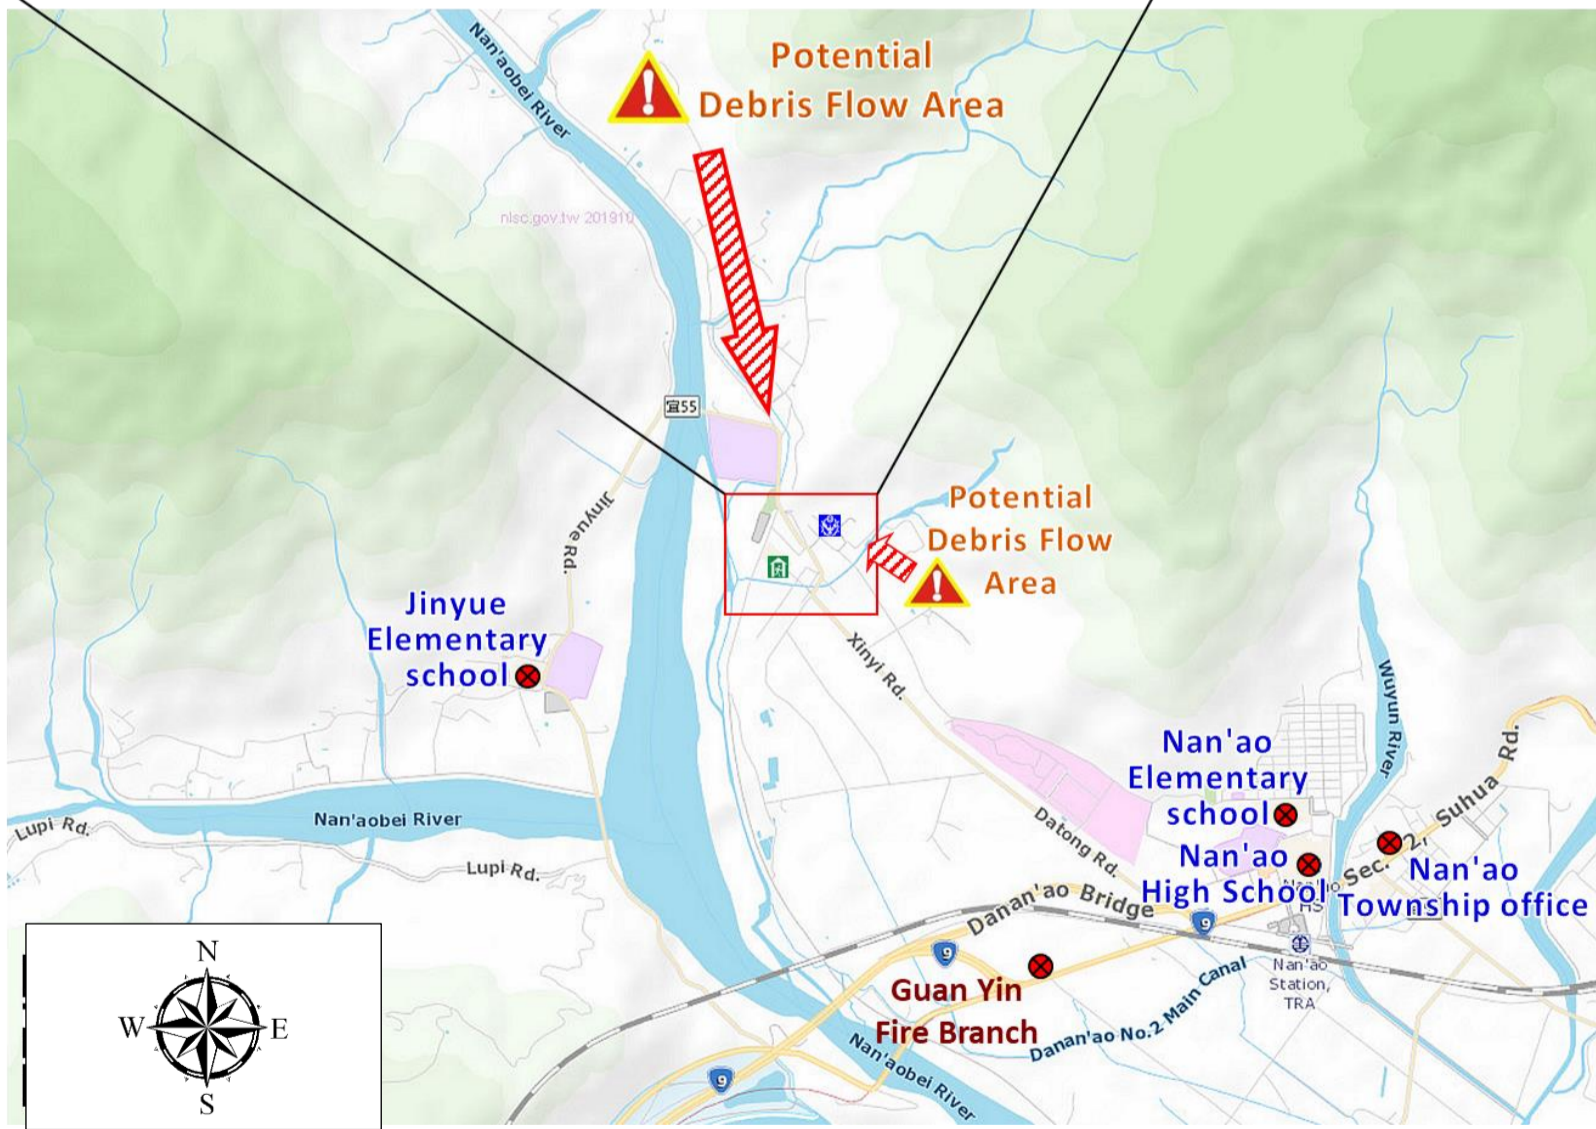 Nan'aobei River
Potential
Debris Flow Area
nlsc.gov.tw 201910
宜55
Jinyue Rd.
Potential
Debris Flow
Area
Jinyue
Elementary
school
Xinyi Rd.
Wuyun River
Nan'ao
Elementary
school
Sec. 2, Suhua Rd.
Nan'aobei River
Lupi Rd.
Lupi Rd.
Datong Rd.
Nan'ao
High School
HS
Nan'ao
Township office
Danan'ao Bridge
9
9
Nan'ao
Station,
TRA
Guan Yin
Fire Branch
Danan'ao No.2 Main Canal
Nan'aobei River
9
N
W E
S